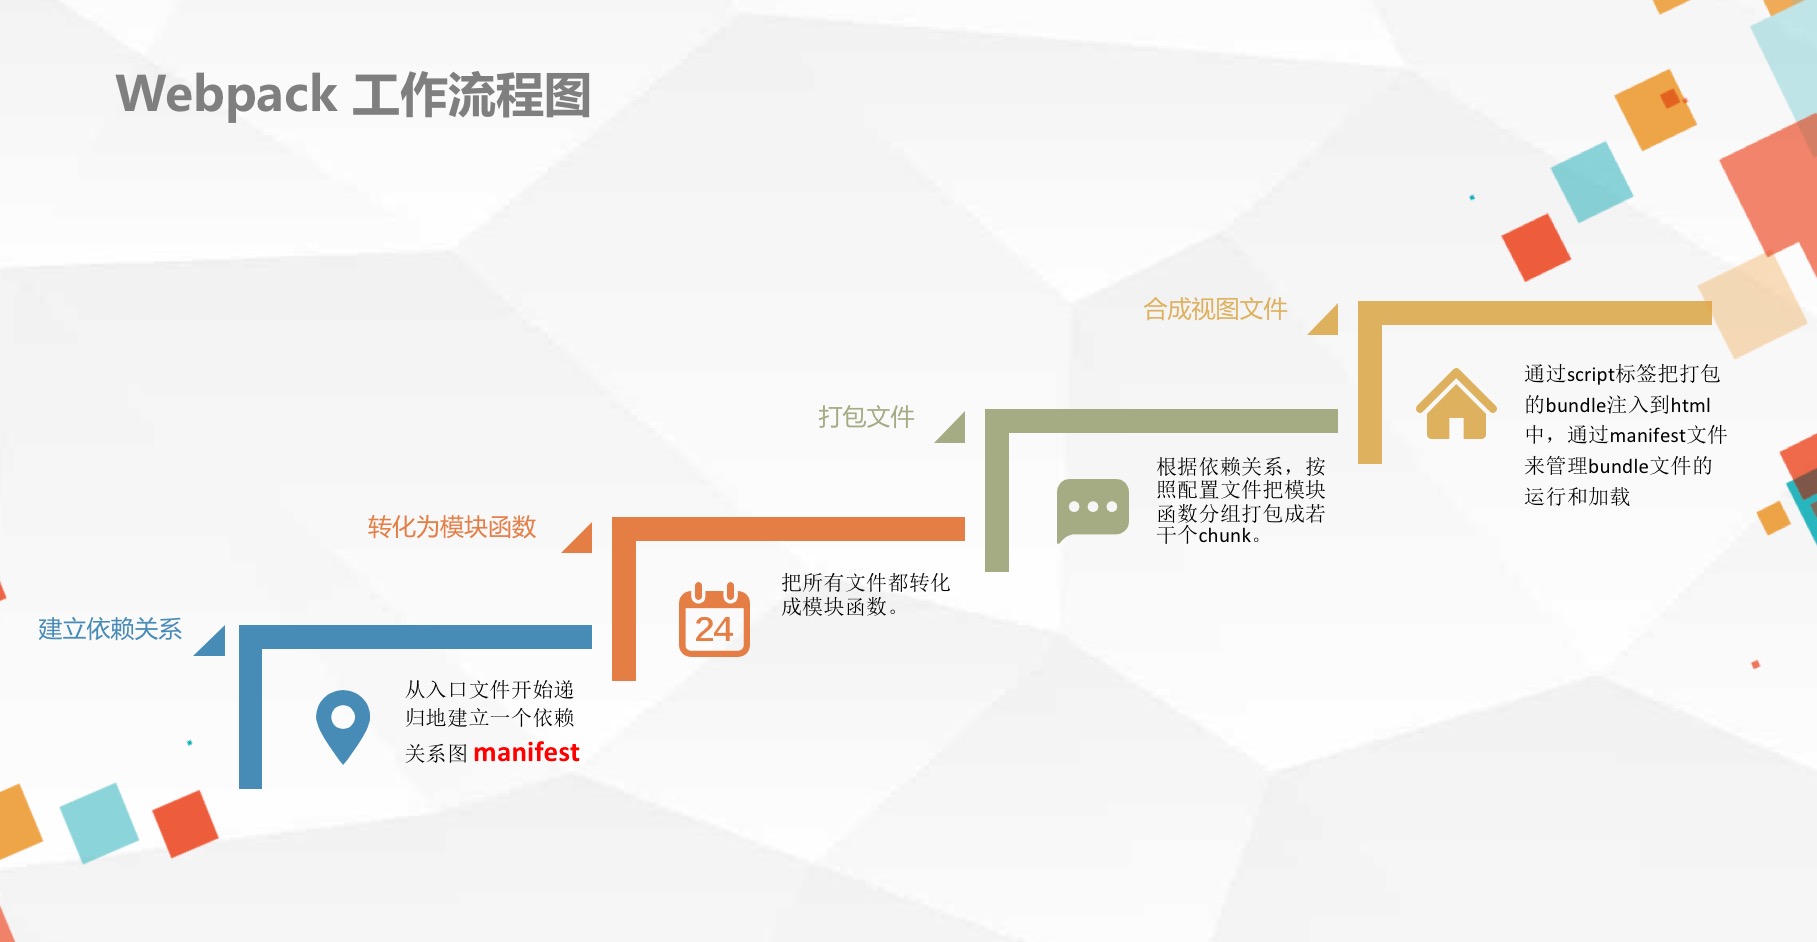 Webpack 工作流程图
建立依赖关系
从入口文件开始递
归地建立一个依赖
关系图 manifest
转化为模块函数
24
把所有文件都转化
成模块函数。
打包文件
根据依赖关系，按
照配置文件把模块
函数分组打包成若
干个chunk。
合成视图文件
通过script标签把打包
的bundle注入到html
中，通过manifest文件
来管理bundle文件的
运行和加载